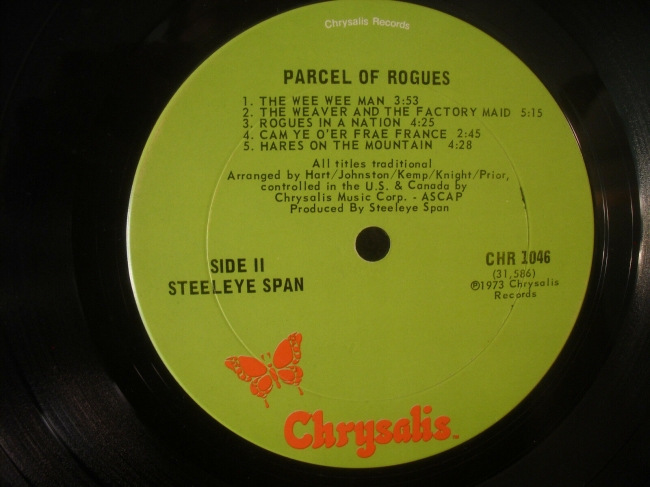 Chrysalis Records
PARCEL OF ROGUES
1. THE WEE WEE MAN 3:53
2. THE WEAVER AND THE FACTORY MAID 5:15
3. ROGUES IN A NATION 4:25
4. CAM YE O'ER FRAE FRANCE 2:45
5. HARES ON THE MOUNTAIN 4:28
All titles traditional
Arranged by Hart/Johnston/Kemp/Knight/Prior,
controlled in the U.S. & Canada by
Chrysalis Music Corp. - ASCAP
Produced By Steeleye Span
SIDE II
STEELEYE SPAN
CHR 1046
(31,586)
℗1973 Chrysalis
Records
Chrysalis™